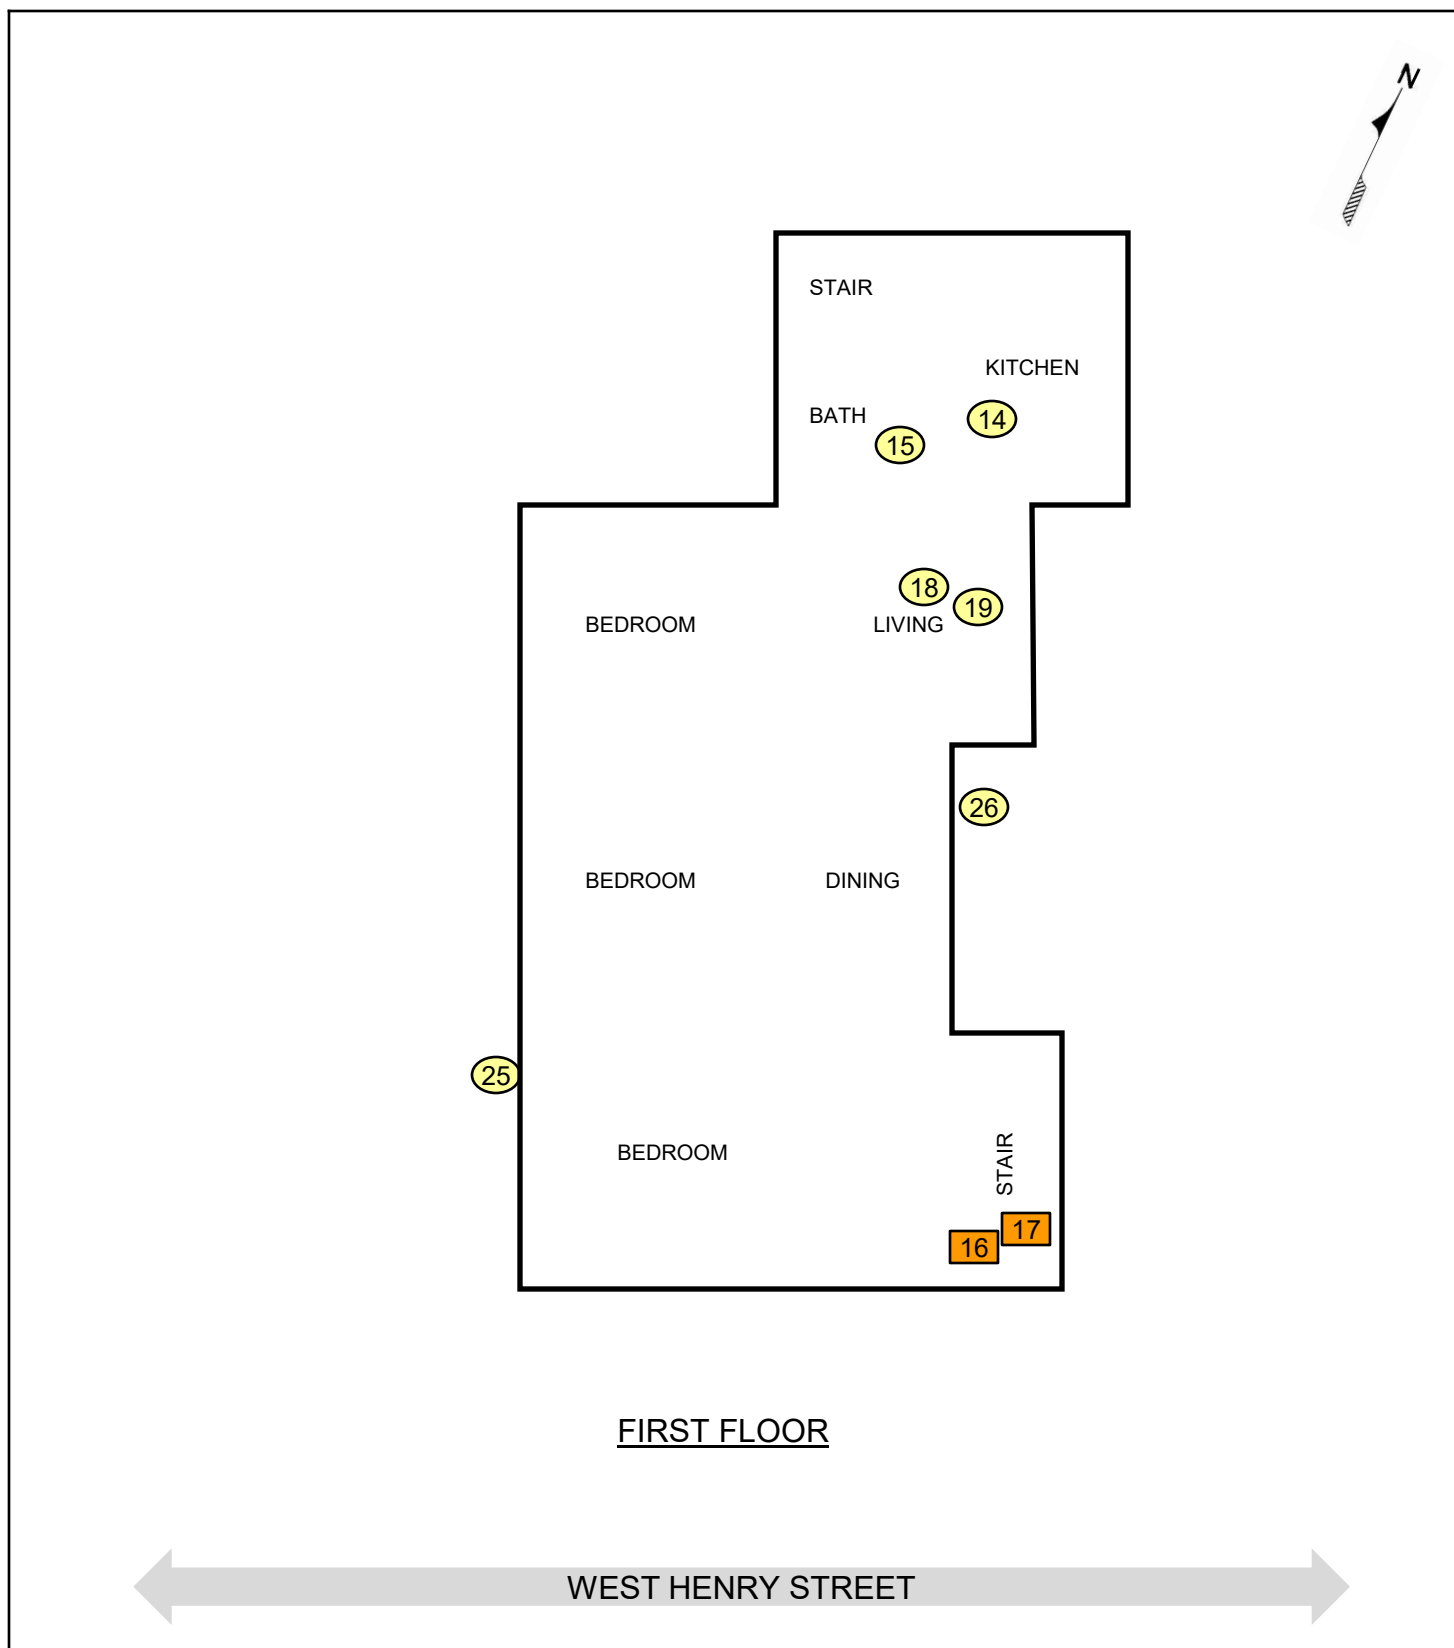 N
STAIR
KITCHEN
BATH
14
15
18
19
BEDROOM
LIVING
26
BEDROOM
DINING
25
BEDROOM
STAIR
17
16
FIRST FLOOR
WEST HENRY STREET